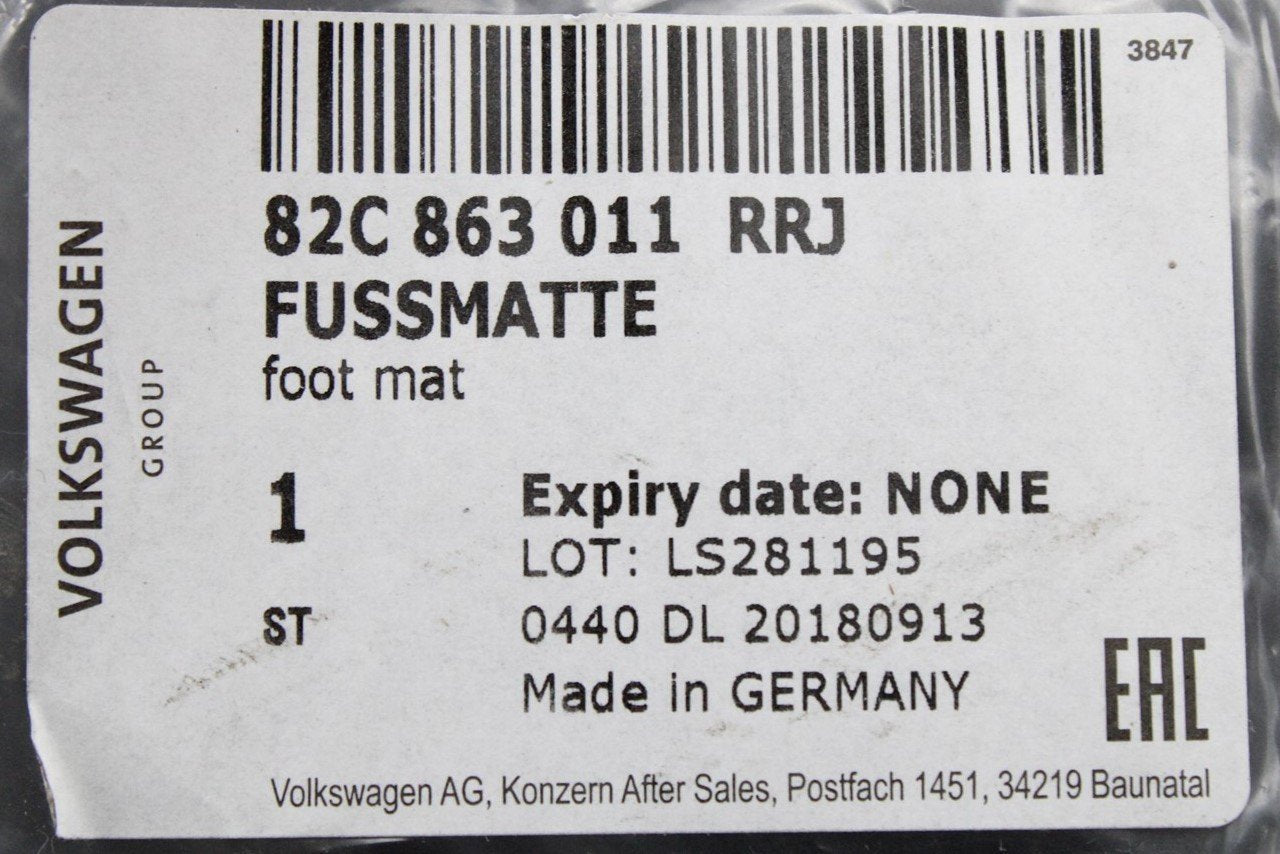 3847
82C 863 011 RRJ
FUSSMATTE
foot mat
VOLKSWAGEN
GROUP
1
Expiry date: NONE
LOT: LS281195
ST
0440 DL 20180913
Made in GERMANY
EAC
Volkswagen AG, Konzern After Sales, Postfach 1451, 34219 Baunatal